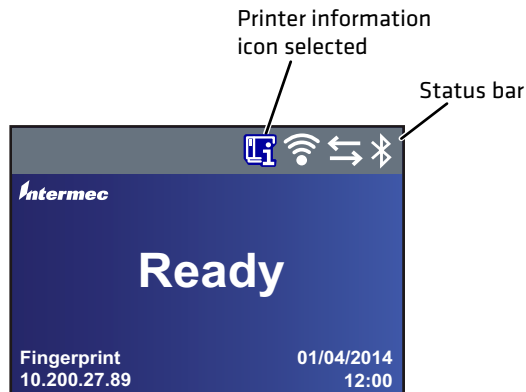 Printer information
icon selected
Status bar
Intermec
Ready
Fingerprint
01/04/2014
10.200.27.89
12:00